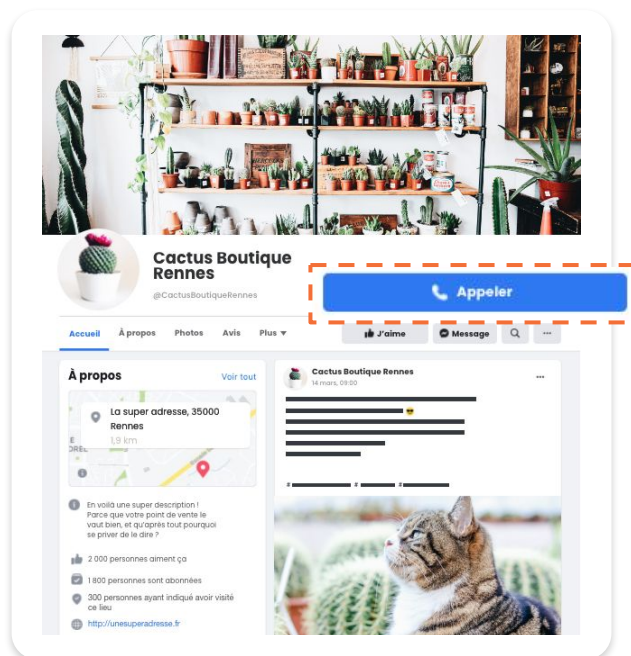 Cactus Boutique
Rennes
@CactusBoutiqueRennes
Appeler
Accueil À propos Photos Avis Plus
J'aime Message
À propos Voir tout
La super adresse, 35000
Rennes
1,9 km
En voilà une super description !
Parce que votre point de vente le
vaut bien, et qu'après tout pourquoi
se priver de le dire ?
2 000 personnes aiment ça
1 800 personnes sont abonnées
300 personnes ayant indiqué avoir visité
ce lieu
http://unesuperadresse.fr
Cactus Boutique Rennes
14 mars, 09:00
# # #